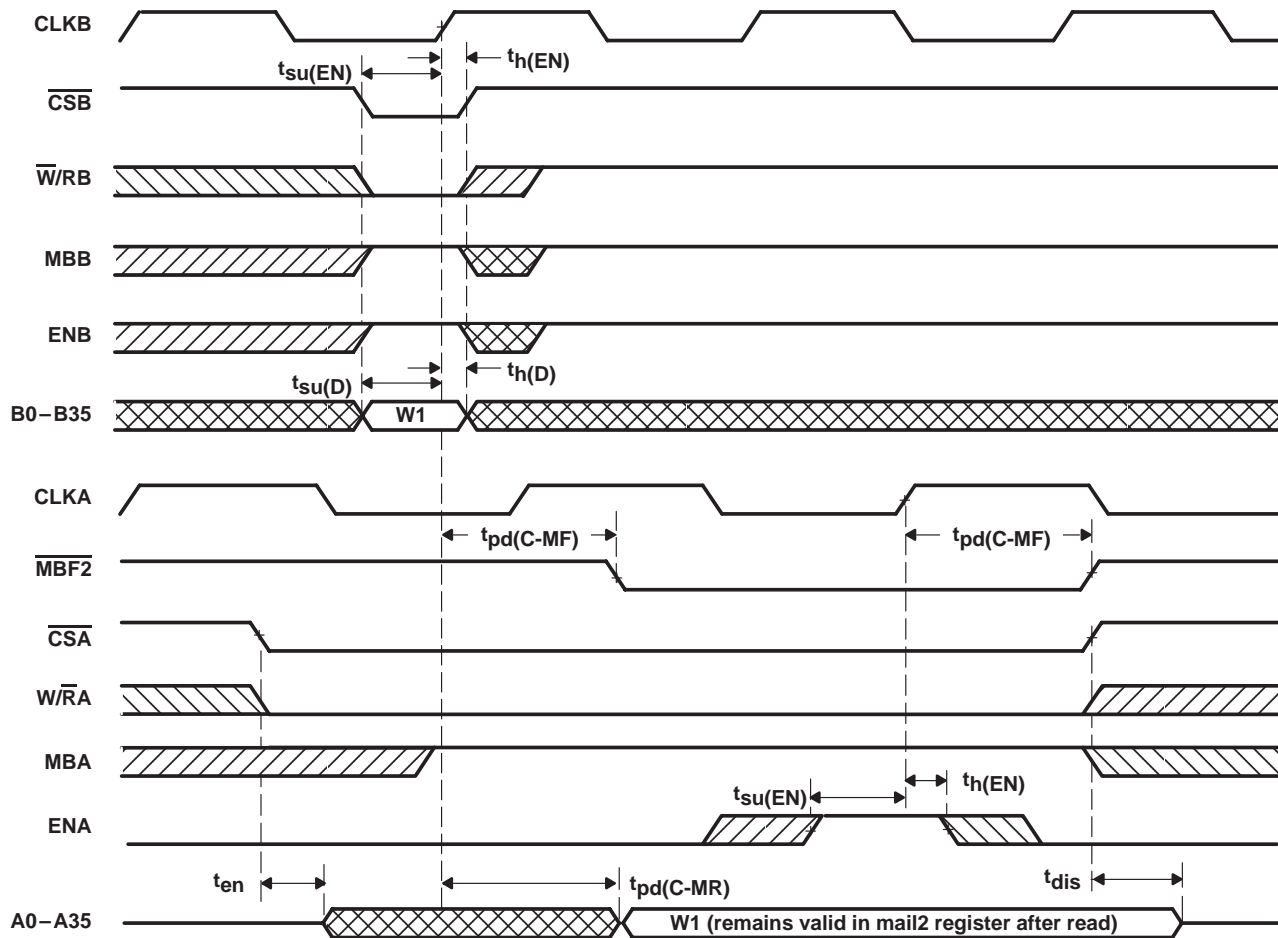 CLKB
tsu(EN)
th(EN)
CSB
W/RB
MBB
ENB
tsu(D)
th(D)
B0–B35
W1
CLKA
tpd(C-MF)
tpd(C-MF)
MBF2
CSA
W/RA
MBA
tsu(EN)
th(EN)
ENA
ten
tpd(C-MR)
tdis
A0–A35
W1 (remains valid in mail2 register after read)